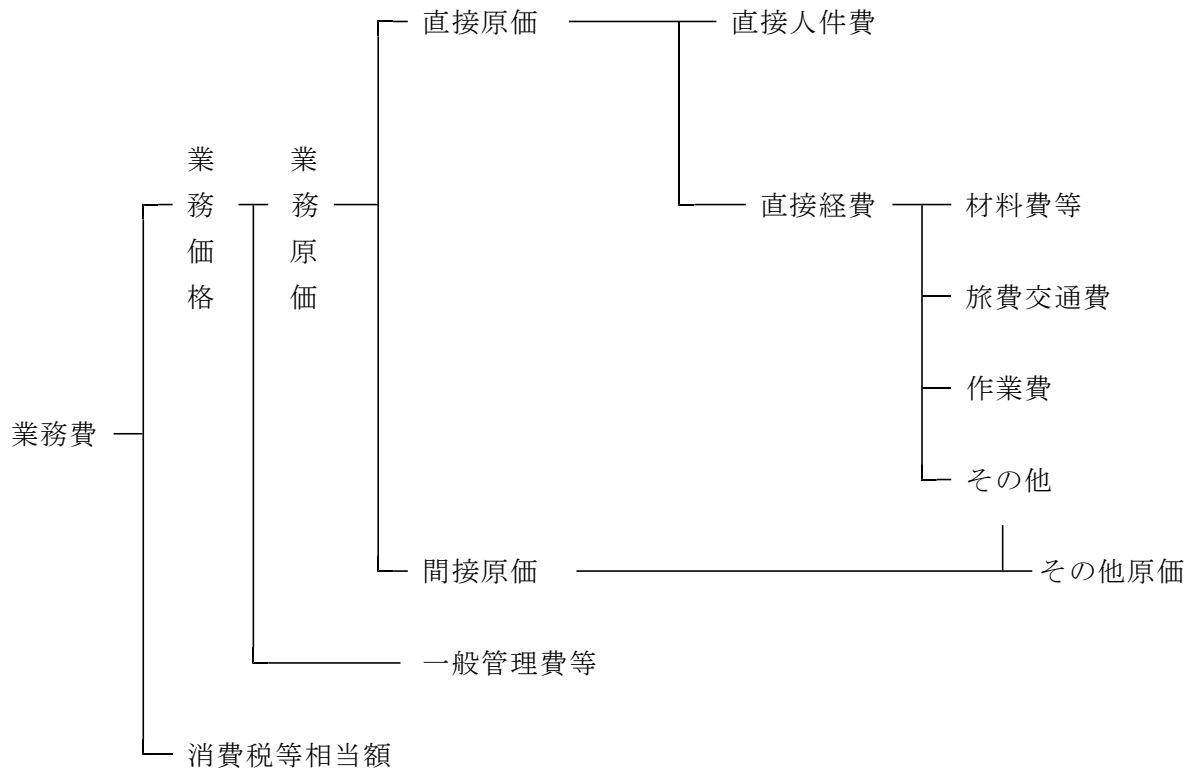 直接原価
直接人件費
業務価格
業務原価
直接経費
材料費等
旅費交通費
作業費
業務費
その他
間接原価
その他原価
一般管理費等
消費税等相当額